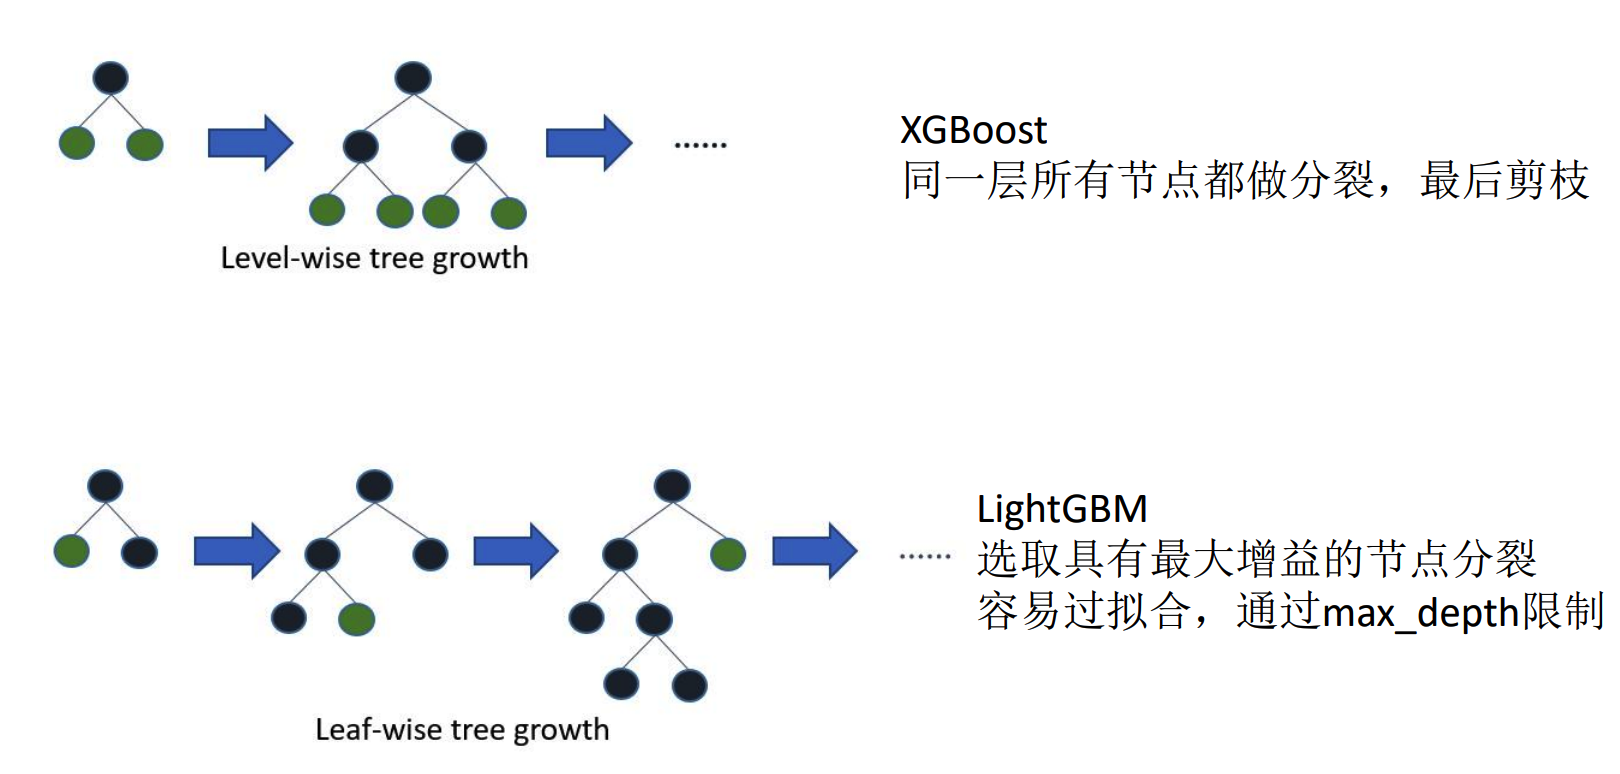 XGBoost
同一层所有节点都做分裂，最后剪枝
……
Level-wise tree growth
LightGBM
选取具有最大增益的节点分裂
……
容易过拟合，通过max_depth限制
Leaf-wise tree growth